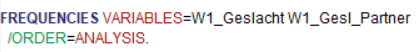 FREQUENCIES VARIABLES=W1_Geslacht W1_Gesl_Partner
/ORDER=ANALYSIS.